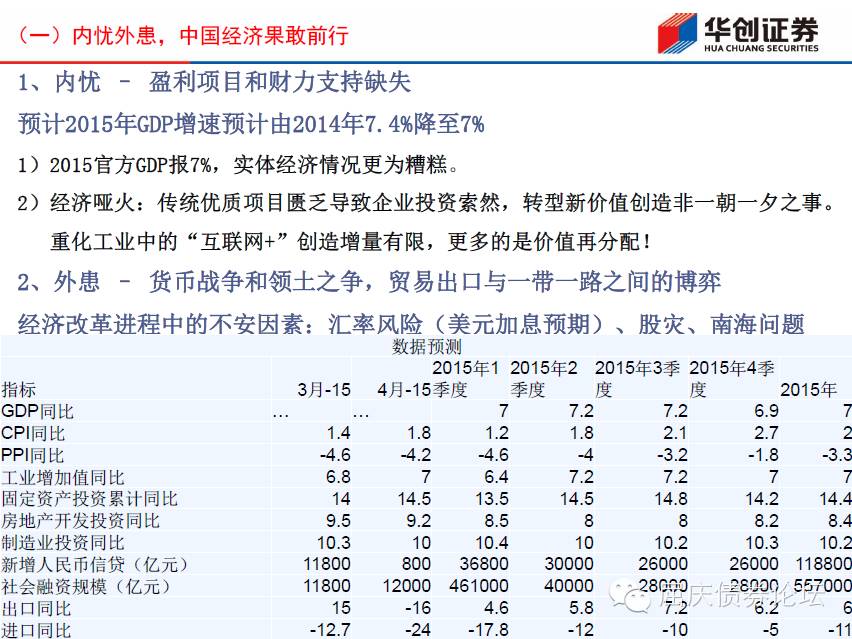 （一）内忧外患，中国经济果敢前行
华创证券
HUA CHUANG SECURITIES
1、内忧 － 盈利项目和财力支持缺失
预计2015年GDP增速预计由2014年7.4%降至7%
1）2015官方GDP报7%，实体经济情况更为糟糕。
2）经济哑火：传统优质项目匮乏导致企业投资索然，转型新价值创造非一朝一夕之事。
重化工业中的“互联网+”创造增量有限，更多的是价值再分配！
2、外患 － 货币战争和领土之争，贸易出口与一带一路之间的博弈
经济改革进程中的不安因素：汇率风险（美元加息预期）、股灾、南海问题
数据预测
指标 3月-15 4月-15 2015年1季度 2015年2季度 2015年3季度 2015年4季度 2015年
GDP同比 … … 7 7.2 7.2 6.9 7
CPI同比 1.4 1.8 1.2 1.8 2.1 2.7 2
PPI同比 -4.6 -4.2 -4.6 -4 -3.2 -1.8 -3.3
工业增加值同比 6.8 7 6.4 7.2 7.2 7 7
固定资产投资累计同比 14 14.5 13.5 14.5 14.8 14.2 14.4
房地产开发投资同比 9.5 9.2 8.5 8 8 8.2 8.4
制造业投资同比 10.3 10 10.4 10 10.2 10.3 10.2
新增人民币信贷（亿元） 11800 800 36800 30000 26000 26000 118800
社会融资规模（亿元） 11800 12000 461000 40000 28000 28000 557000
债券论坛
出口同比 15 -16 4.6 5.8 7.2 6.2 6
进口同比 -12.7 -24 -17.8 -12 -10 -5 -11